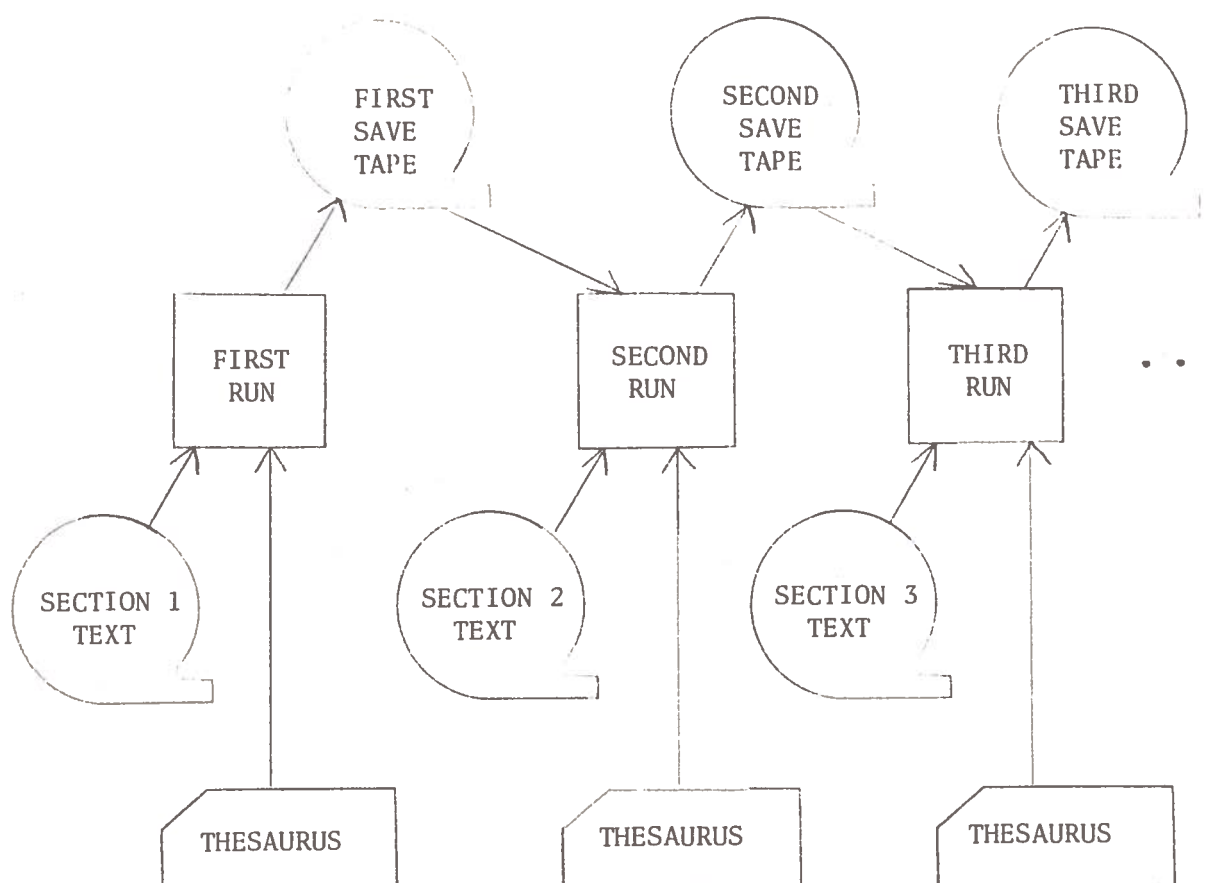 FIRST
SAVE
TAPE
SECOND
SAVE
TAPE
THIRD
SAVE
TAPE
FIRST
RUN
SECOND
RUN
THIRD
RUN
. .
SECTION 1
TEXT
SECTION 2
TEXT
SECTION 3
TEXT
THESAURUS
THESAURUS
THESAURUS